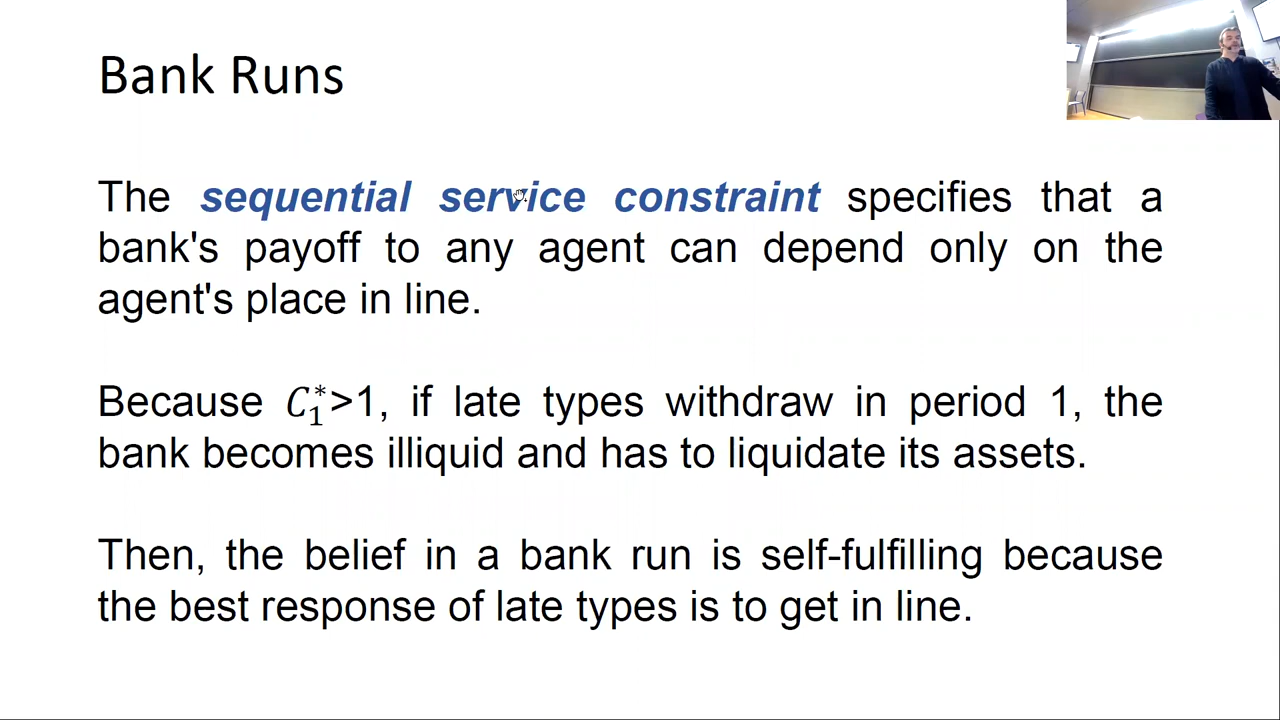 Bank Runs
The sequential service constraint specifies that a
bank's payoff to any agent can depend only on the
agent's place in line.
Because C₁*>1, if late types withdraw in period 1, the
bank becomes illiquid and has to liquidate its assets.
Then, the belief in a bank run is self-fulfilling because
the best response of late types is to get in line.